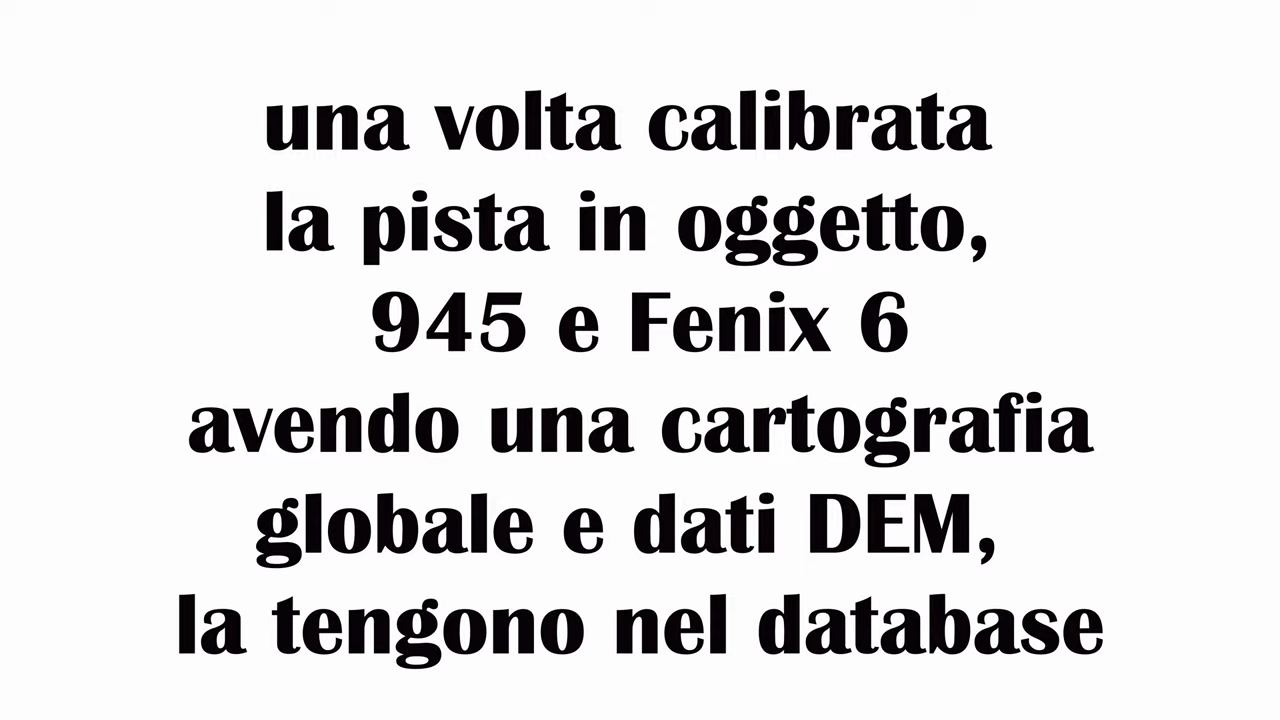 una volta calibrata
la pista in oggetto,
945 e Fenix 6
avendo una cartografia
globale e dati DEM,
la tengono nel database